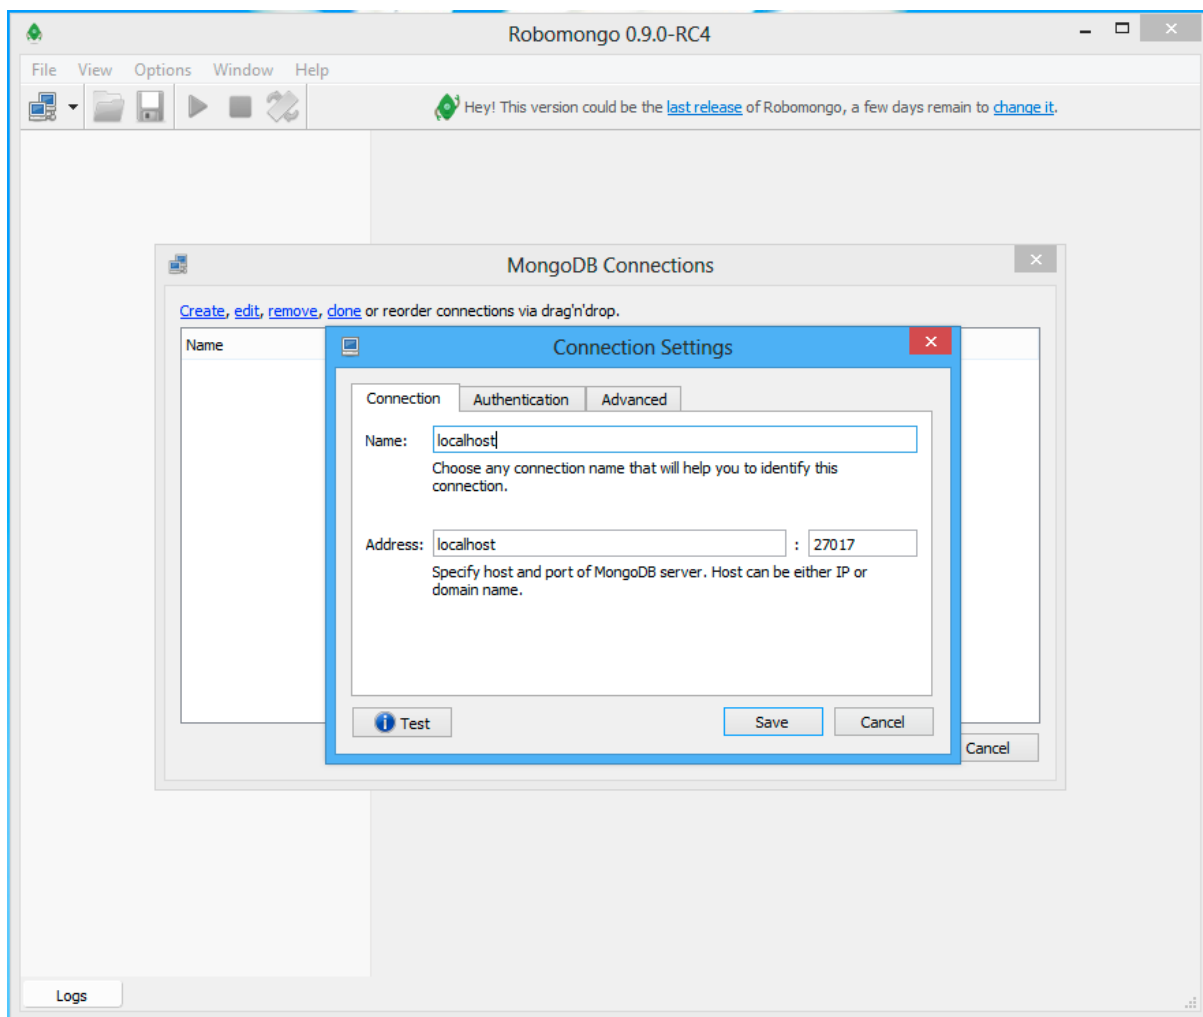 Robomongo 0.9.0-RC4
File View Options Window Help
Hey! This version could be the last release of Robomongo, a few days remain to change it.
MongoDB Connections
Create, edit, remove, clone or reorder connections via drag'n'drop.
Name
Connection Settings
Connection Authentication Advanced
Name: localhost
Choose any connection name that will help you to identify this
connection.
Address: localhost : 27017
Specify host and port of MongoDB server. Host can be either IP or
domain name.
Test Save Cancel
Cancel
Logs